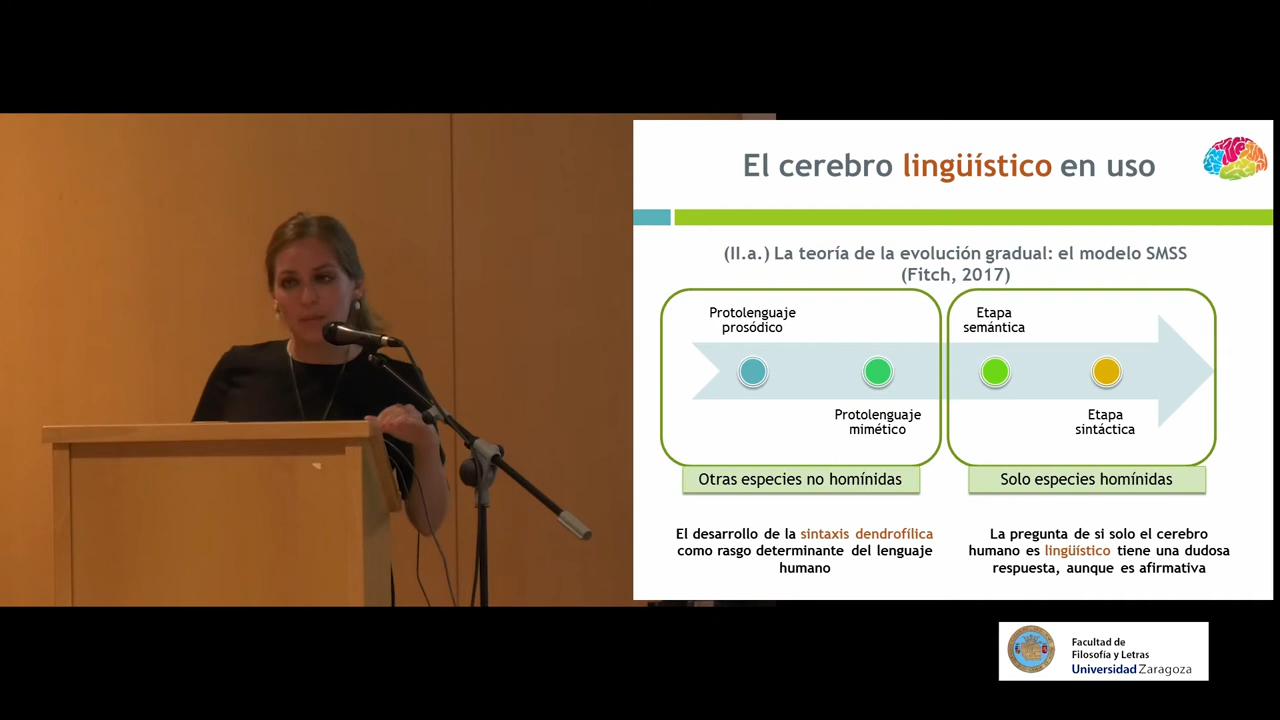 El cerebro lingüístico en uso
(II.a.) La teoría de la evolución gradual: el modelo SMSS
(Fitch, 2017)
Protolenguaje
prosódico
Etapa
semántica
Protolenguaje
mimético
Etapa
sintáctica
Otras especies no homínidas
Solo especies homínidas
El desarrollo de la sintaxis dendrofílica
como rasgo determinante del lenguaje
humano
La pregunta de si solo el cerebro
humano es lingüístico tiene una dudosa
respuesta, aunque es afirmativa
Facultad de
Filosofía y Letras
Universidad Zaragoza